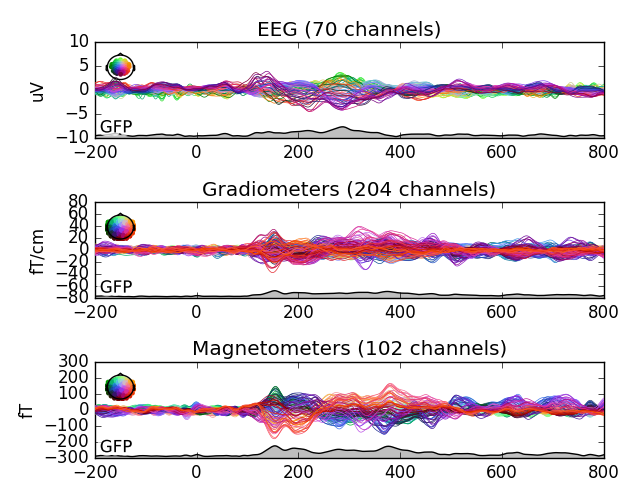 EEG (70 channels)
10
5
0
−5
−10
uV
GFP
−200 0 200 400 600 800
Gradiometers (204 channels)
80
60
40
20
0
−20
−40
−60
−80
fT/cm
GFP
−200 0 200 400 600 800
Magnetometers (102 channels)
300
200
100
0
−100
−200
−300
fT
GFP
−200 0 200 400 600 800